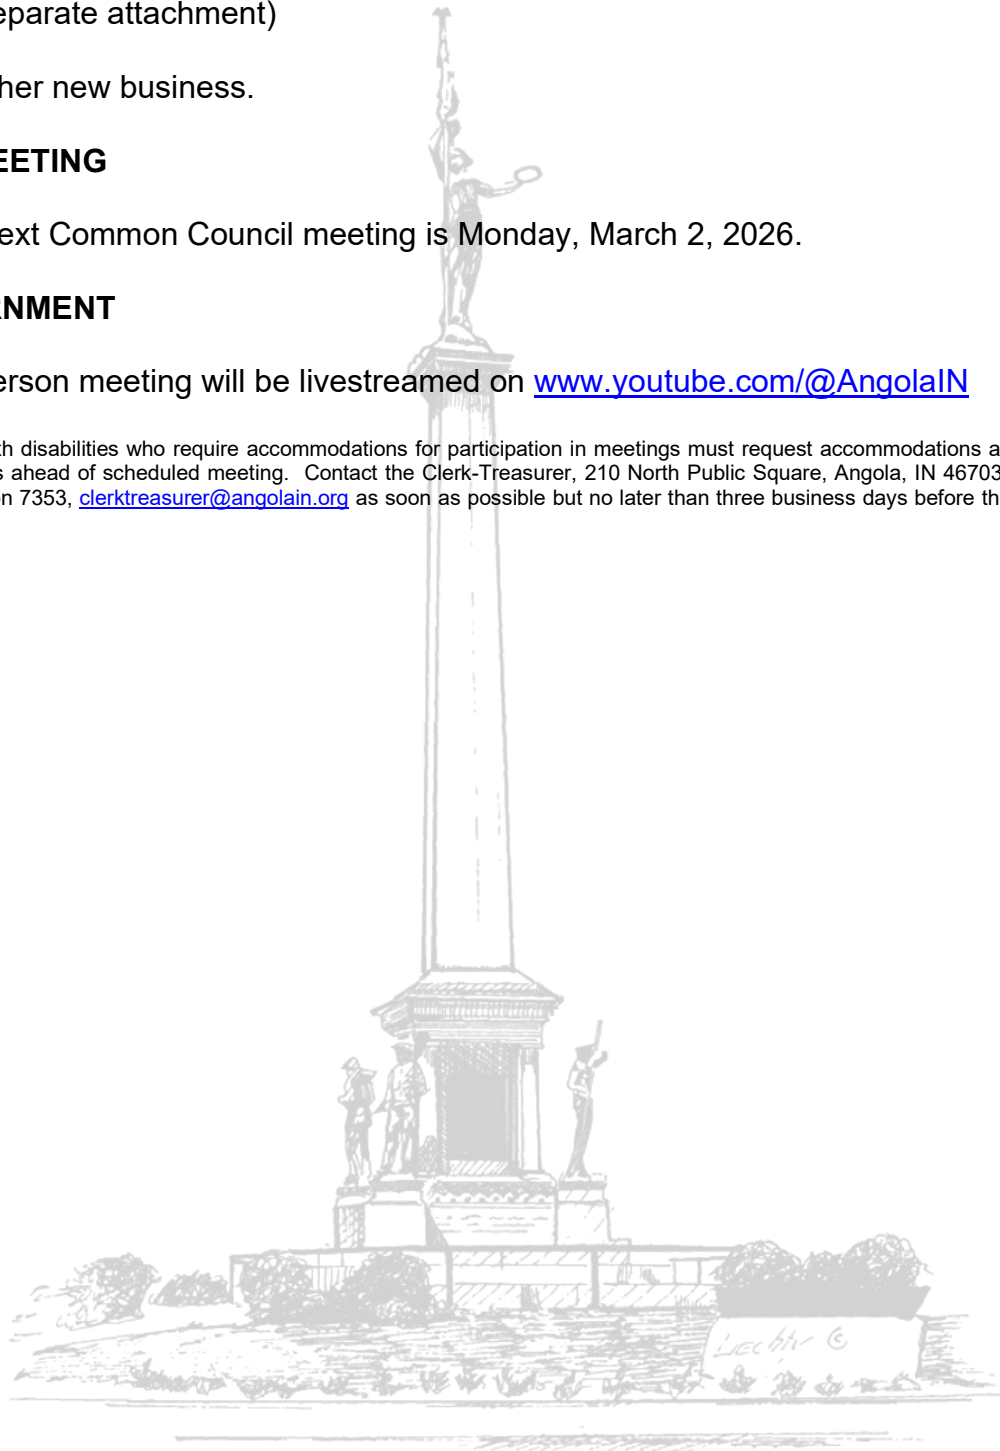 eparate attachment)
her new business.
EETING
ext Common Council meeting is Monday, March 2, 2026.
RNMENT
erson meeting will be livestreamed on www.youtube.com/@AngolaIN
th disabilities who require accommodations for participation in meetings must request accommodations a
s ahead of scheduled meeting. Contact the Clerk-Treasurer, 210 North Public Square, Angola, IN 46703
n 7353, clerktreasurer@angolain.org as soon as possible but no later than three business days before th
©